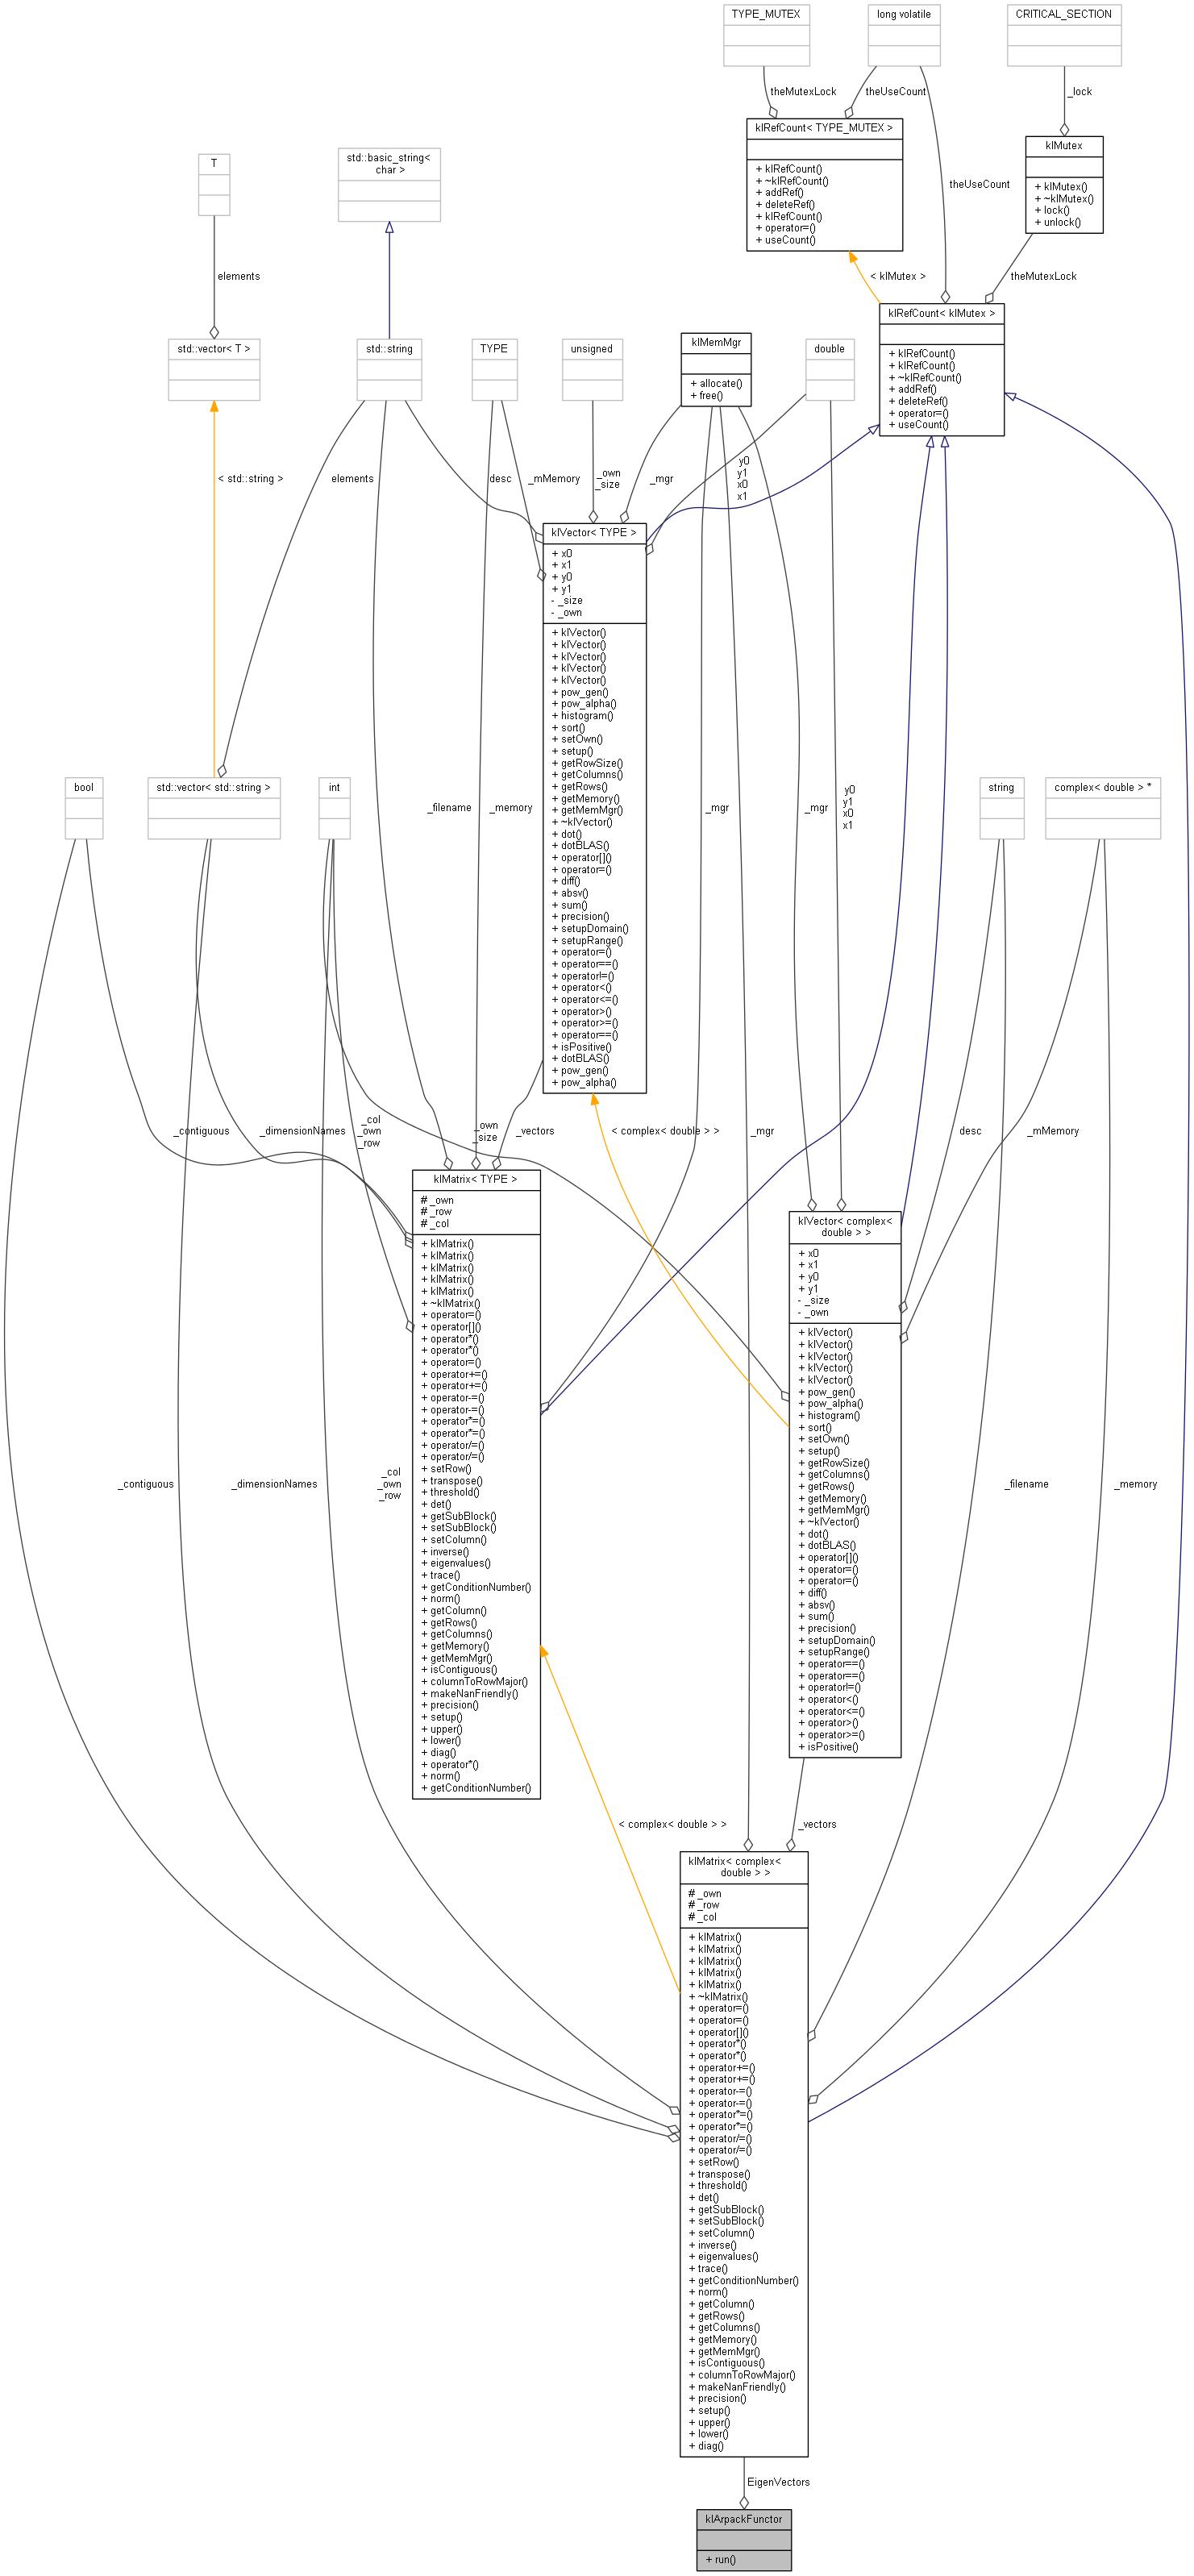 TYPE_MUTEX
long volatile
CRITICAL_SECTION
theMutexLock
theUseCount
_lock
klRefCount< TYPE_MUTEX >
+ klRefCount()
+ ~klRefCount()
+ addRef()
+ deleteRef()
+ klRefCount()
+ operator=()
+ useCount()
klMutex
+ klMutex()
+ ~klMutex()
+ lock()
+ unlock()
T
std::basic_string<
char >
theUseCount
elements
< klMutex >
theMutexLock
klRefCount< klMutex >
+ klRefCount()
+ klRefCount()
+ ~klRefCount()
+ addRef()
+ deleteRef()
+ operator=()
+ useCount()
std::vector< T >
std::string
TYPE
unsigned
klMemMgr
+ allocate()
+ free()
double
< std::string >
elements
desc
_mMemory
_own
_size
_mgr
y0
y1
x0
x1
klVector< TYPE >
+ x0
+ x1
+ y0
+ y1
- _size
- _own
+ klVector()
+ klVector()
+ klVector()
+ klVector()
+ klVector()
+ pow_gen()
+ pow_alpha()
+ histogram()
+ sort()
+ setOwn()
+ setup()
+ getRowSize()
+ getColumns()
+ getRows()
+ getMemory()
+ getMemMgr()
+ ~klVector()
+ dot()
+ dotBLAS()
+ operator[]()
+ operator=()
+ diff()
+ absv()
+ sum()
+ precision()
+ setupDomain()
+ setupRange()
+ operator=()
+ operator==()
+ operator!=()
+ operator<()
+ operator<=()
+ operator>()
+ operator>=()
+ operator==()
+ isPositive()
+ dotBLAS()
+ pow_gen()
+ pow_alpha()
bool
std::vector< std::string >
int
string
complex< double > *
_filename
_memory
_mgr
_mgr
y0
y1
x0
x1
_contiguous
_dimensionNames
_col
_own
_row
_own
_size
_vectors
< complex< double > >
_mgr
desc
_mMemory
klMatrix< TYPE >
# _own
# _row
# _col
+ klMatrix()
+ klMatrix()
+ klMatrix()
+ klMatrix()
+ klMatrix()
+ ~klMatrix()
+ operator=()
+ operator[]()
+ operator*()
+ operator*()
+ operator=()
+ operator+=()
+ operator+=()
+ operator-=()
+ operator-=()
+ operator*=()
+ operator*=()
+ operator/=()
+ operator/=()
+ setRow()
+ transpose()
+ threshold()
+ det()
+ getSubBlock()
+ setSubBlock()
+ setColumn()
+ inverse()
+ eigenvalues()
+ trace()
+ getConditionNumber()
+ norm()
+ getColumn()
+ getRows()
+ getColumns()
+ getMemory()
+ getMemMgr()
+ isContiguous()
+ columnToRowMajor()
+ makeNanFriendly()
+ precision()
+ setup()
+ upper()
+ lower()
+ diag()
+ operator*()
+ norm()
+ getConditionNumber()
klVector< complex<
double > >
+ x0
+ x1
+ y0
+ y1
- _size
- _own
+ klVector()
+ klVector()
+ klVector()
+ klVector()
+ klVector()
+ pow_gen()
+ pow_alpha()
+ histogram()
+ sort()
+ setOwn()
+ setup()
+ getRowSize()
+ getColumns()
+ getRows()
+ getMemory()
+ getMemMgr()
+ ~klVector()
+ dot()
+ dotBLAS()
+ operator[]()
+ operator=()
+ operator=()
+ diff()
+ absv()
+ sum()
+ precision()
+ setupDomain()
+ setupRange()
+ operator==()
+ operator==()
+ operator!=()
+ operator<()
+ operator<=()
+ operator>()
+ operator>=()
+ isPositive()
_contiguous
_dimensionNames
_col
_own
_row
_filename
_memory
< complex< double > >
_vectors
klMatrix< complex<
double > >
# _own
# _row
# _col
+ klMatrix()
+ klMatrix()
+ klMatrix()
+ klMatrix()
+ klMatrix()
+ ~klMatrix()
+ operator=()
+ operator=()
+ operator[]()
+ operator*()
+ operator*()
+ operator+=()
+ operator+=()
+ operator-=()
+ operator-=()
+ operator*=()
+ operator*=()
+ operator/=()
+ operator/=()
+ setRow()
+ transpose()
+ threshold()
+ det()
+ getSubBlock()
+ setSubBlock()
+ setColumn()
+ inverse()
+ eigenvalues()
+ trace()
+ getConditionNumber()
+ norm()
+ getColumn()
+ getRows()
+ getColumns()
+ getMemory()
+ getMemMgr()
+ isContiguous()
+ columnToRowMajor()
+ makeNanFriendly()
+ precision()
+ setup()
+ upper()
+ lower()
+ diag()
EigenVectors
klArpackFunctor
+ run()